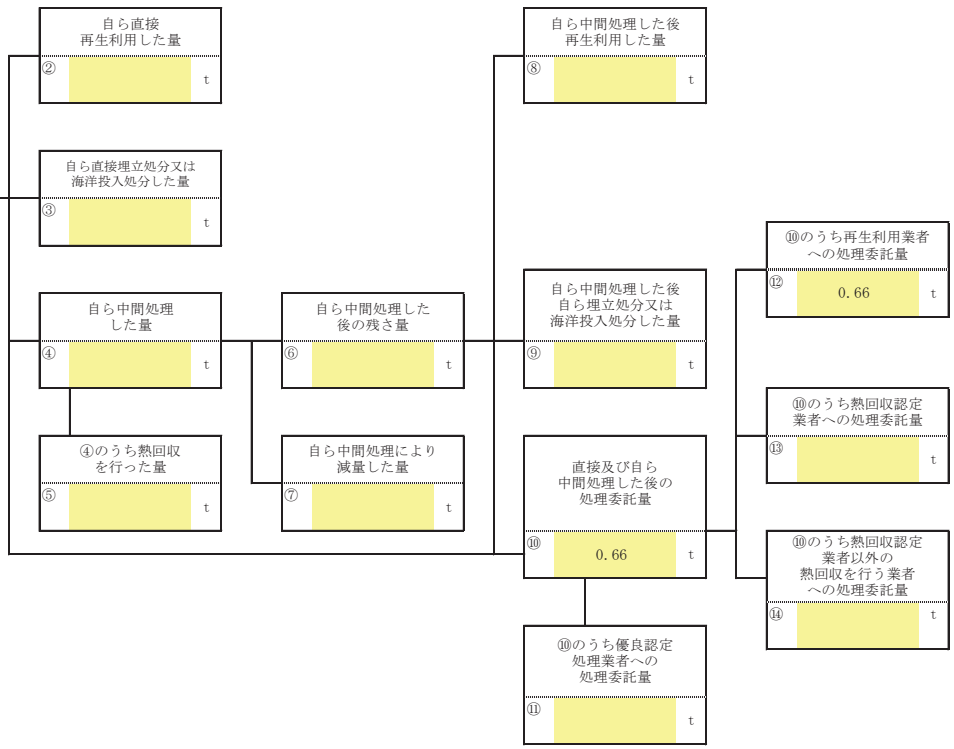 自ら直接
再生利用した量
②
t
自ら中間処理した後
再生利用した量
⑧
t
自ら直接埋立処分又は
海洋投入処分した量
③
t
⑩のうち再生利用業者
への処理委託量
⑫
0.66
t
自ら中間処理
した量
④
t
自ら中間処理した
後の残さ量
⑥
t
自ら中間処理した後
自ら埋立処分又は
海洋投入処分した量
⑨
t
⑩のうち熱回収認定
業者への処理委託量
⑬
t
④のうち熱回収
を行った量
⑤
t
自ら中間処理により
減量した量
⑦
t
直接及び自ら
中間処理した後の
処理委託量
⑩
0.66
t
⑩のうち熱回収認定
業者以外の
熱回収を行う業者
への処理委託量
⑭
t
⑩のうち優良認定
処理業者への
処理委託量
⑪
t